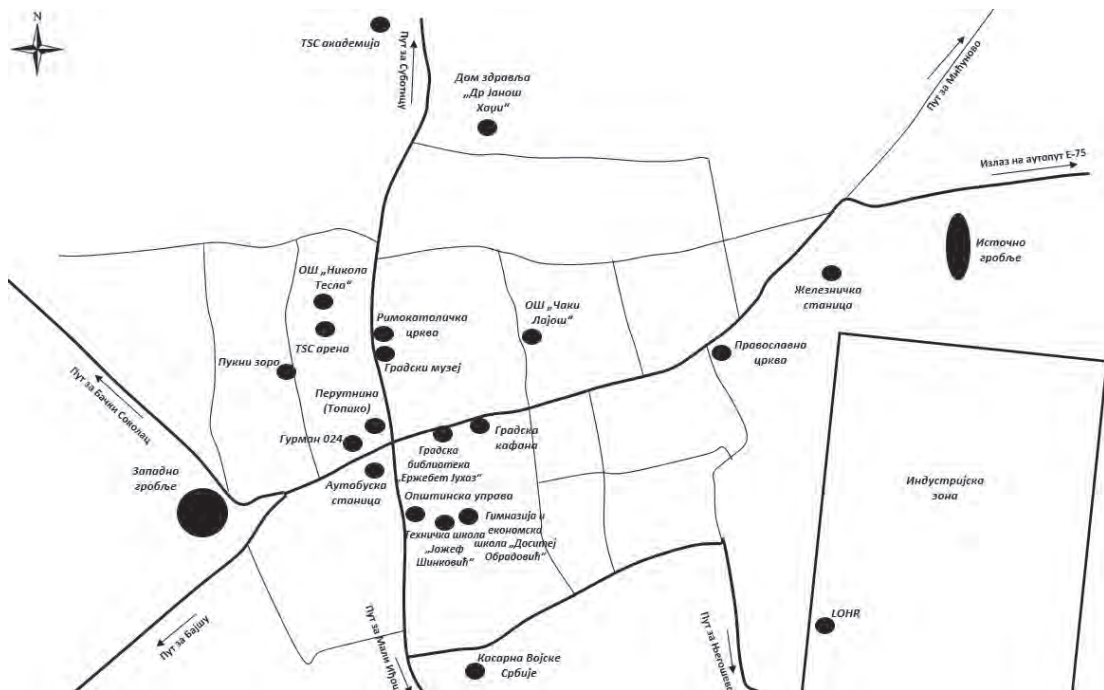 N
TSC академија
Пут за Суботицу
Дом здравља
„Др Јанош
Хаџи“
Пут за Мићуново
Излаз на аутопут Е-75
ОШ „Никола
Тесла“
Источно
гробље
Железничка
станица
ОШ „Чаки
Лајош“
Римокатоличка
црква
TSC арена
Градски музеј
Православна
црква
Пукни зоро
Пут за Бачки Соколац
Перутнина
(Топико)
Гурман 024
Градска
кафана
Градска
библиотека
„Ержебет Јухаз“
Западно
гробље
Аутобуска
станица
Индустријска
зона
Општинска управа
Гимназија и
економска
школа „Доситеј
Обрадовић“
Техничка школа
„Јожеф
Шинковић“
Пут за Бајшу
Пут за Мали Иђош
Пут за Његошево
LOHR
Касарна Војске
Србије